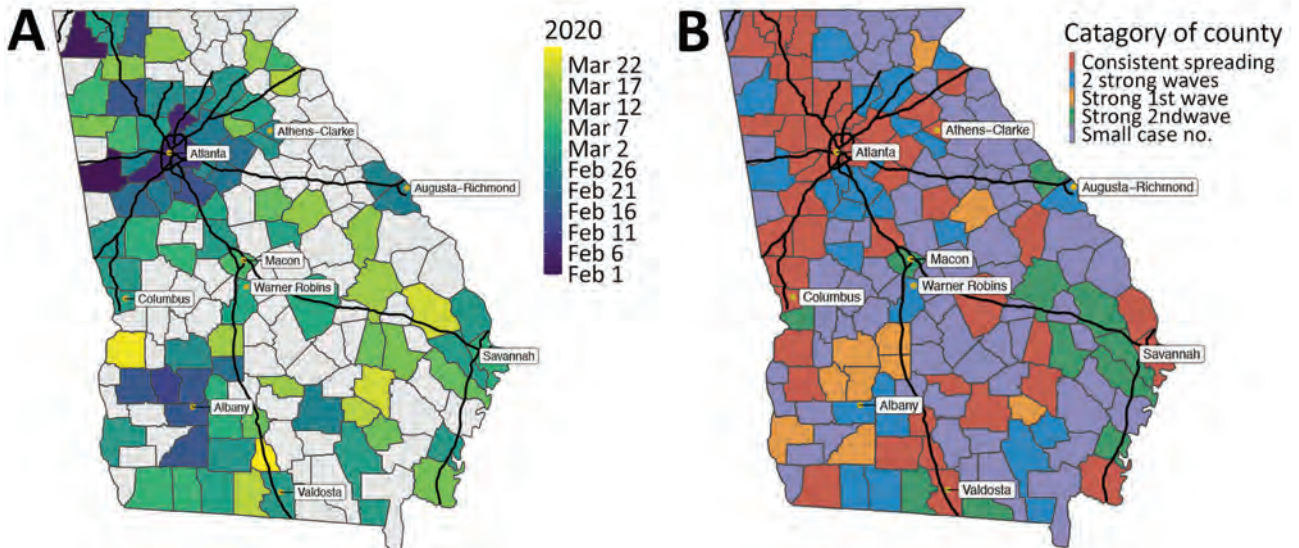 A
2020
Mar 22
Mar 17
Mar 12
Mar 7
Mar 2
Feb 26
Feb 21
Feb 16
Feb 11
Feb 6
Feb 1
Athens–Clarke
Atlanta
Augusta–Richmond
Macon
Warner Robins
Columbus
Savannah
Albany
Valdosta
B
Catagory of county
Consistent spreading
2 strong waves
Strong 1st wave
Strong 2ndwave
Small case no.
Athens–Clarke
Atlanta
Augusta–Richmond
Macon
Warner Robins
Columbus
Savannah
Albany
Valdosta